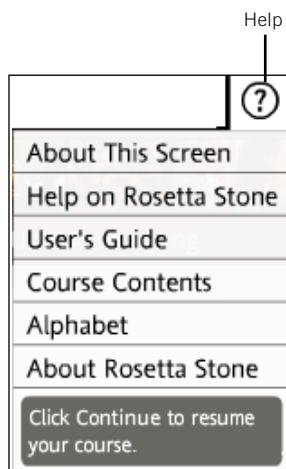 Help
?
About This Screen
Help on Rosetta Stone
User's Guide
Course Contents
Alphabet
About Rosetta Stone
Click Continue to resume
your course.